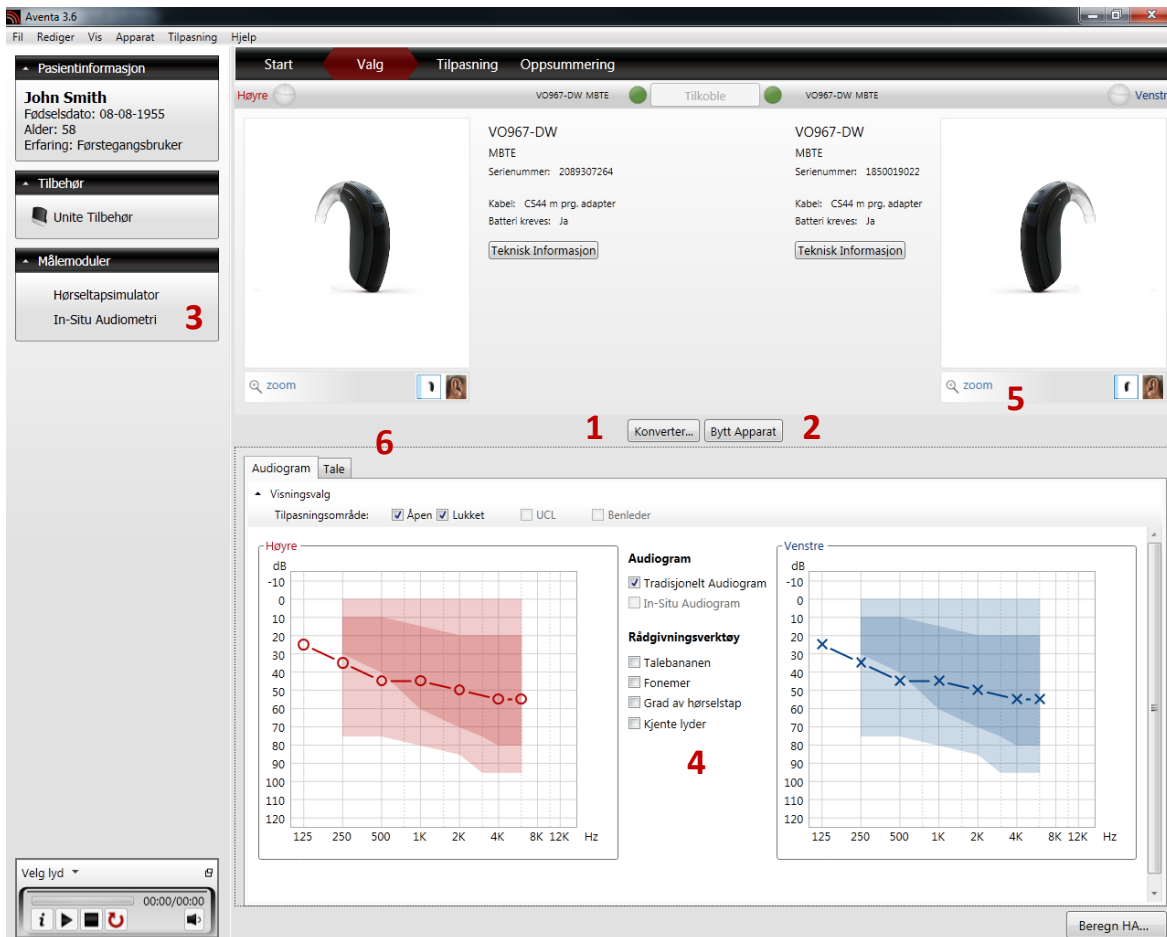 Aventa 3.6
Fil Rediger Vis Apparat Tilpasning Hjelp
Pasientinformasjon
John Smith
Fødselsdato: 08-08-1955
Alder: 58
Erfaring: Førstegangsbruker
Tilbehør
Unite Tilbehør
Målemoduler
Hørseltapsimulator
In-Situ Audiometri
3
Start Valg Tilpasning Oppsummering
Høyre VO967-DW MBTE Tilkoble VO967-DW MBTE Venstr
VO967-DW
MBTE
Serienummer: 2089307264
Kabel: CS44 m prg. adapter
Batteri kreves: Ja
Teknisk Informasjon
VO967-DW
MBTE
Serienummer: 1850019022
Kabel: CS44 m prg. adapter
Batteri kreves: Ja
Teknisk Informasjon
zoom
zoom
5
1 Konverter... Bytt Apparat 2
6
Audiogram Tale
Visningsvalg
Tilpasningsområde: Åpen Lukket UCL Benleder
Høyre
dB
-10
0
10
20
30
40
50
60
70
80
90
100
110
120
125 250 500 1K 2K 4K 8K 12K Hz
Audiogram
Tradisjonelt Audiogram
In-Situ Audiogram
Rådgivningsverktøy
Talebananen
Fonemer
Grad av hørselstap
Kjente lyder
4
Venstre
dB
-10
0
10
20
30
40
50
60
70
80
90
100
110
120
125 250 500 1K 2K 4K 8K 12K Hz
Velg lyd
00:00/00:00
i
Beregn HA...